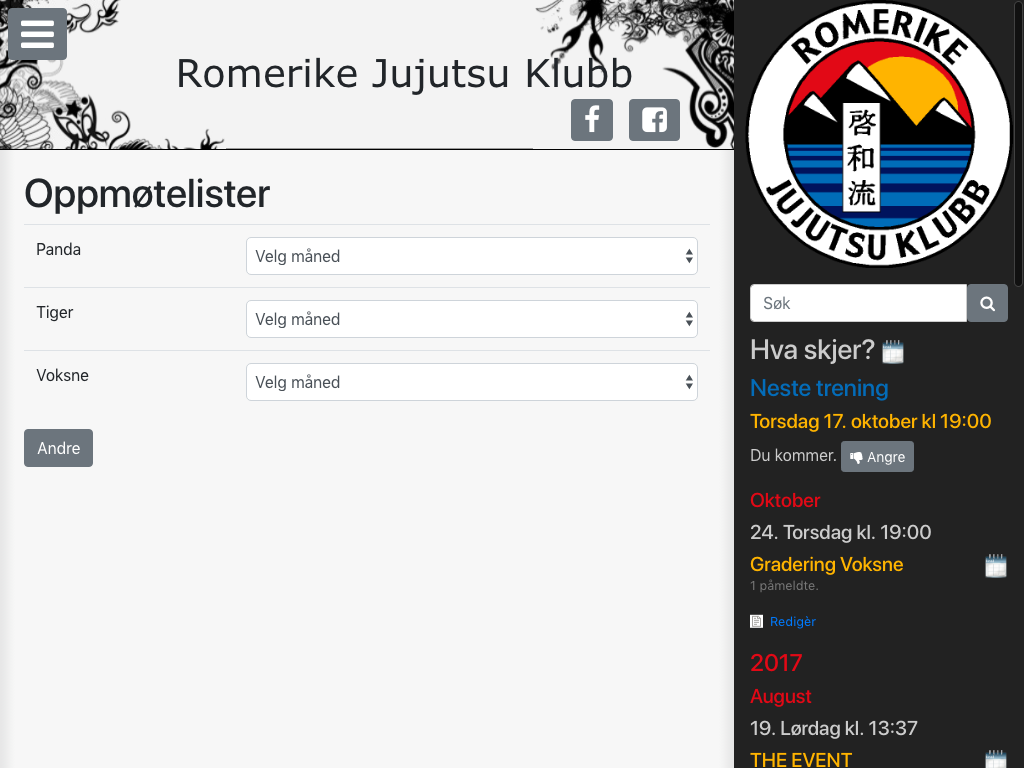 Romerike Jujutsu Klubb
Oppmøtelister
Panda
Velg måned
Tiger
Velg måned
Voksne
Velg måned
Andre
ROMERIKE
啓和流
JUJUTSU KLUBB
Søk
Hva skjer?
Neste trening
Torsdag 17. oktober kl 19:00
Du kommer. Angre
Oktober
24. Torsdag kl. 19:00
Gradering Voksne
1 påmeldte.
Redigèr
2017
August
19. Lørdag kl. 13:37
THE EVENT